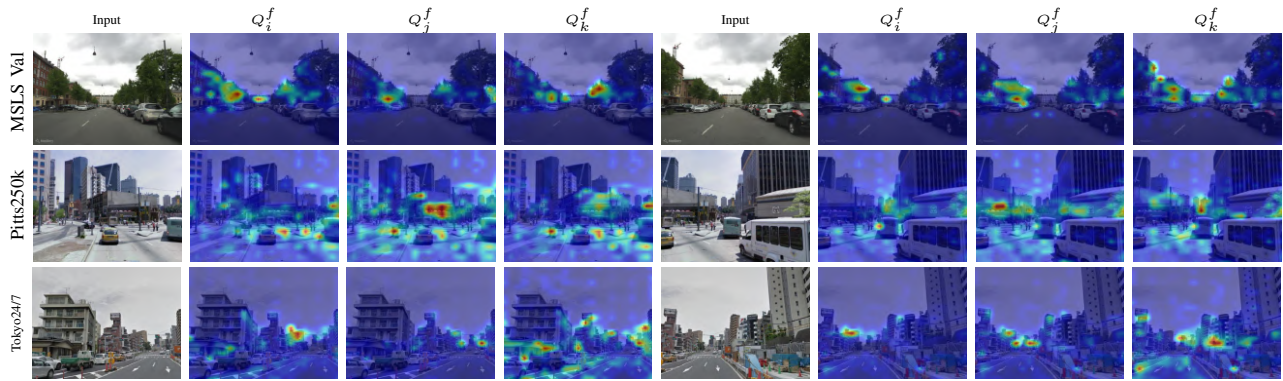 Input Q_i^f Q_j^f Q_k^f Input Q_i^f Q_j^f Q_k^f
MSLS Val
Pitts250k
Tokyo24/7